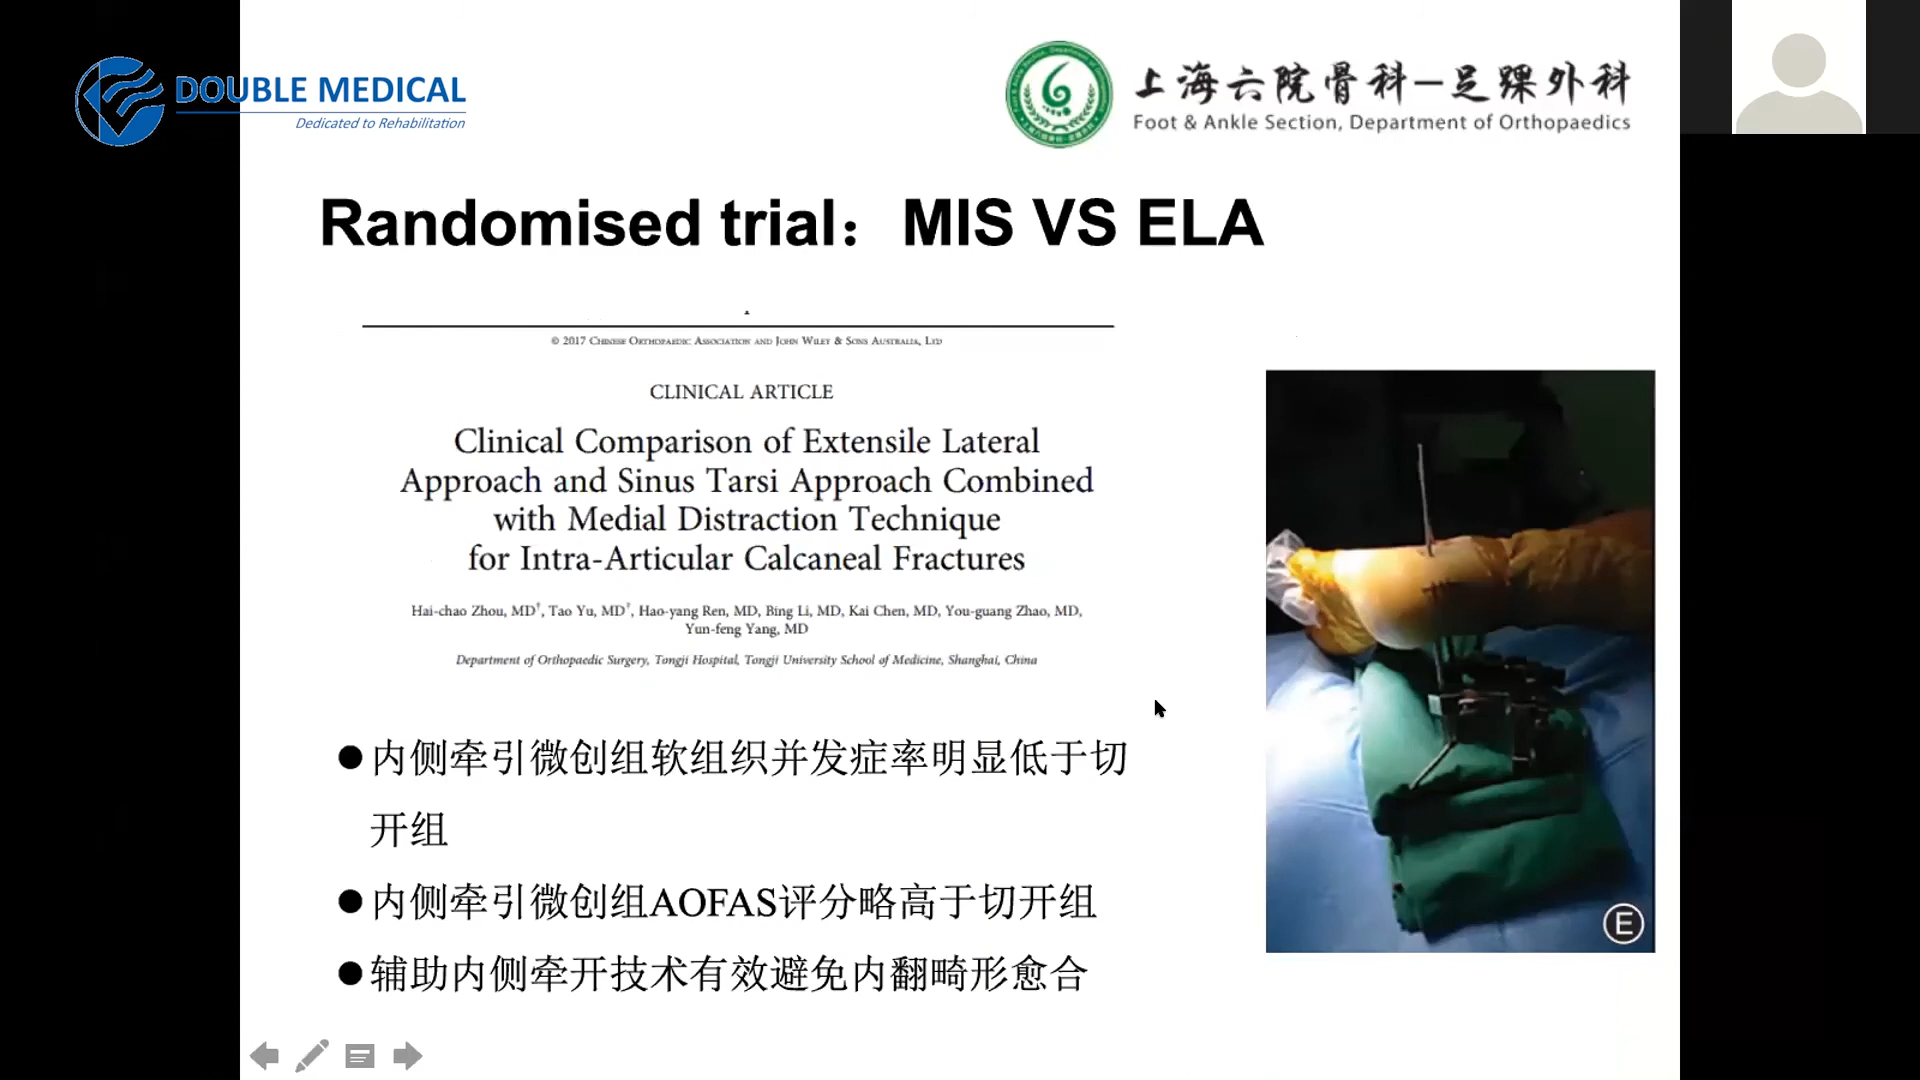 DOUBLE MEDICAL
Dedicated to Rehabilitation
上海六院骨科—足踝外科
Foot & Ankle Section, Department of Orthopaedics
Randomised trial：MIS VS ELA
© 2017 Chinese Orthopaedic Association and John Wiley & Sons Australia, Ltd
CLINICAL ARTICLE
Clinical Comparison of Extensile Lateral
Approach and Sinus Tarsi Approach Combined
with Medial Distraction Technique
for Intra-Articular Calcaneal Fractures
Hai-chao Zhou, MD†, Tao Yu, MD†, Hao-yang Ren, MD, Bing Li, MD, Kai Chen, MD, You-guang Zhao, MD,
Yun-feng Yang, MD
Department of Orthopaedic Surgery, Tongji Hospital, Tongji University School of Medicine, Shanghai, China
●内侧牵引微创组软组织并发症率明显低于切
开组
●内侧牵引微创组AOFAS评分略高于切开组
●辅助内侧牵开技术有效避免内翻畸形愈合
E